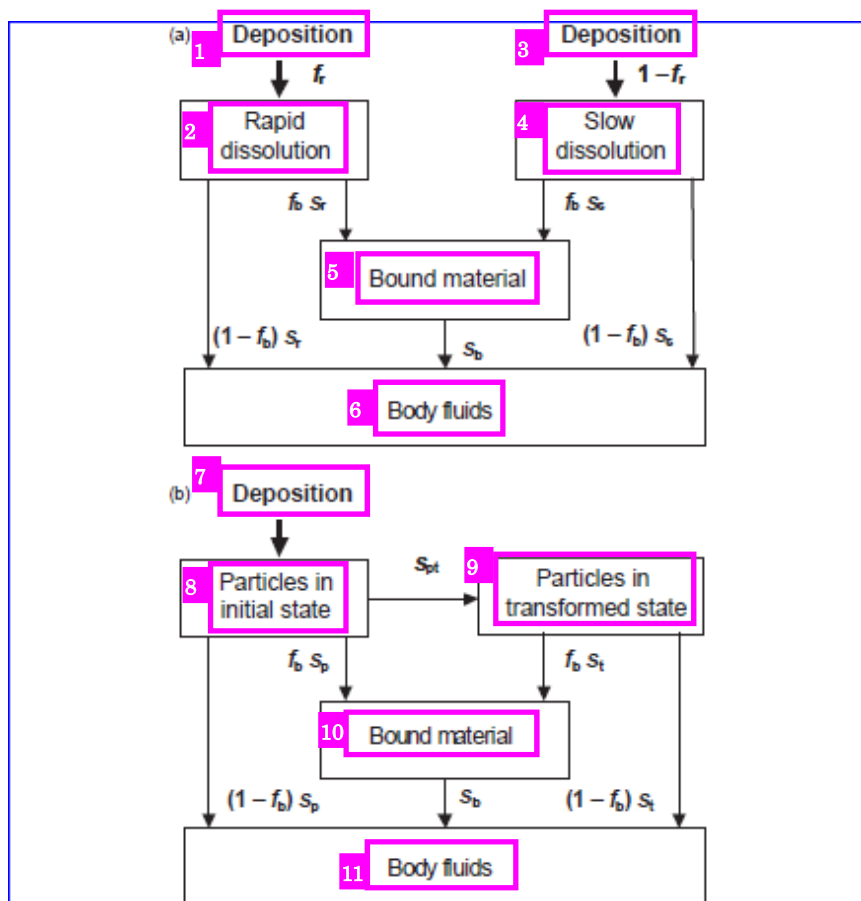 (a) Deposition Deposition
1 3
fr 1 – fr
2 Rapid dissolution
4 Slow dissolution
fb sr fb ss
5 Bound material
(1 – fb) sr sb (1 – fb) ss
6 Body fluids
7
(b) Deposition
8 Particles in initial state
spt
9 Particles in transformed state
fb sp fb st
10 Bound material
(1 – fb) sp sb (1 – fb) st
11 Body fluids